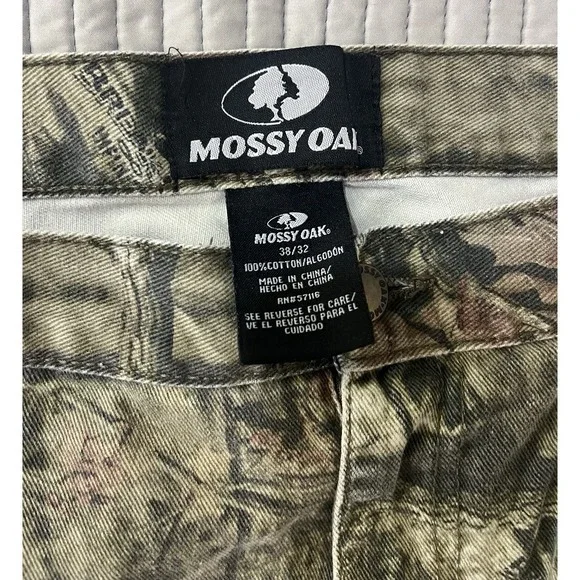 MOSSY OAK
MOSSY OAK®
38/32
100%COTTON/ALGODÓN
MADE IN CHINA/
HECHO EN CHINA
RN#57116
SEE REVERSE FOR CARE/
VE EL REVERSO PARA EL
CUIDADO